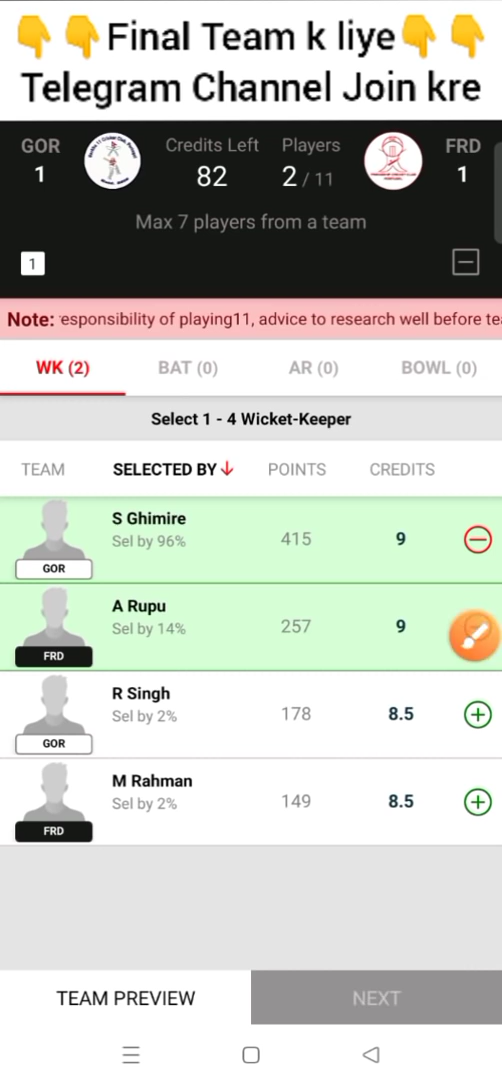 👇👇Final Team k liye👇👇
Telegram Channel Join kre
GOR Credits Left Players FRD
1 82 2 / 11 1
Max 7 players from a team
1
Note: esponsibility of playing11, advice to research well before te
WK (2) BAT (0) AR (0) BOWL (0)
Select 1 - 4 Wicket-Keeper
TEAM SELECTED BY↓ POINTS CREDITS
S Ghimire
Sel by 96% 415 9
GOR
A Rupu
Sel by 14% 257 9
FRD
R Singh
Sel by 2% 178 8.5
GOR
M Rahman
Sel by 2% 149 8.5
FRD
TEAM PREVIEW NEXT